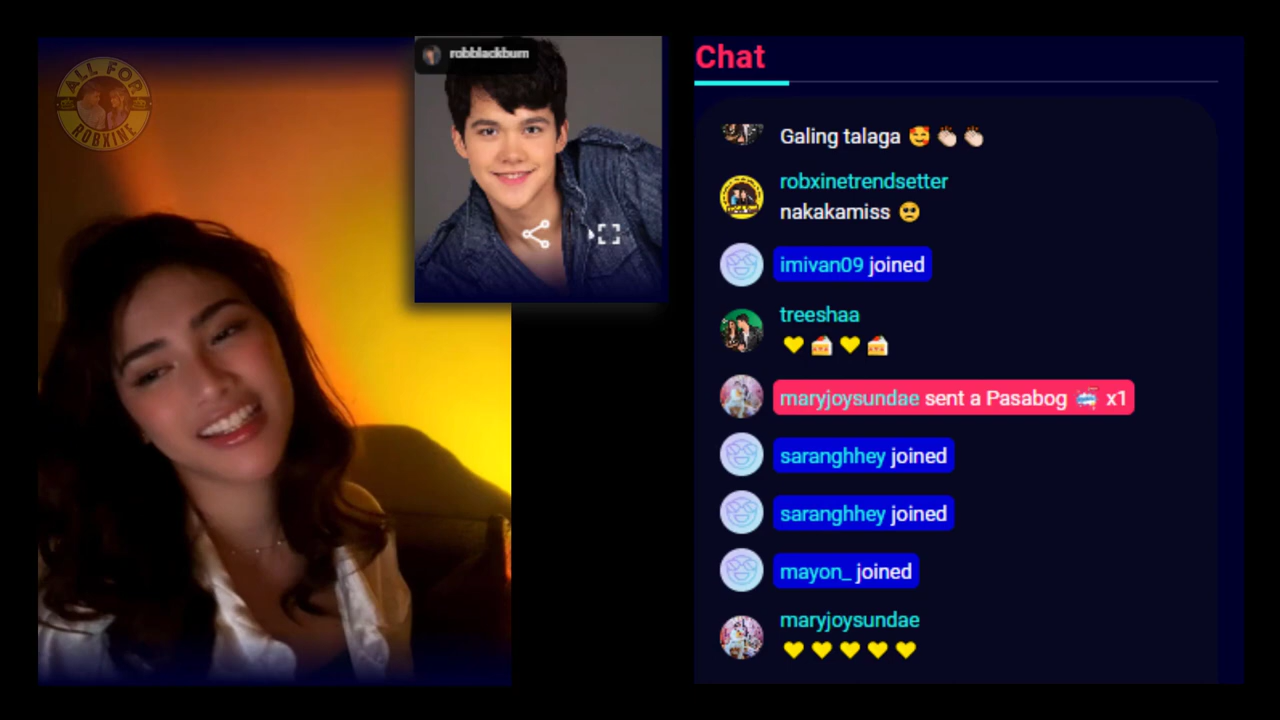 ALL FOR
ROBXINE
robblackburn
Chat
Galing talaga 🥰 👏🏻 👏🏻
robxinetrendsetter
nakakamiss 🥺
imivan09 joined
treeshaa
💛 🍰 💛 🍰
maryjoysundae sent a Pasabog x1
saranghhey joined
saranghhey joined
mayon_ joined
maryjoysundae
💛 💛 💛 💛 💛